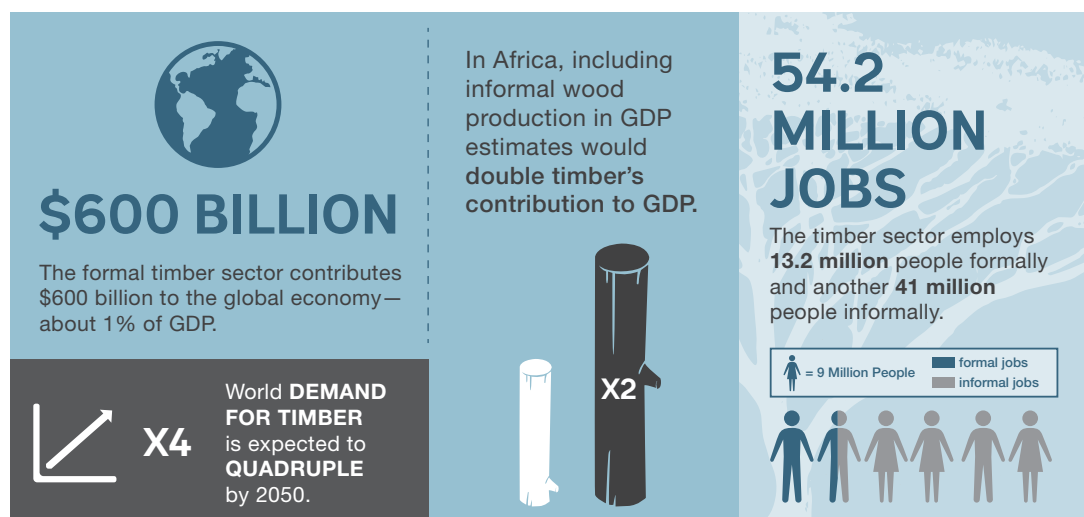 $600 BILLION
The formal timber sector contributes
$600 billion to the global economy—
about 1% of GDP.
X4
World DEMAND
FOR TIMBER
is expected to
QUADRUPLE
by 2050.
In Africa, including
informal wood
production in GDP
estimates would
double timber's
contribution to GDP.
X2
54.2
MILLION
JOBS
The timber sector employs
13.2 million people formally
and another 41 million
people informally.
= 9 Million People
formal jobs
informal jobs